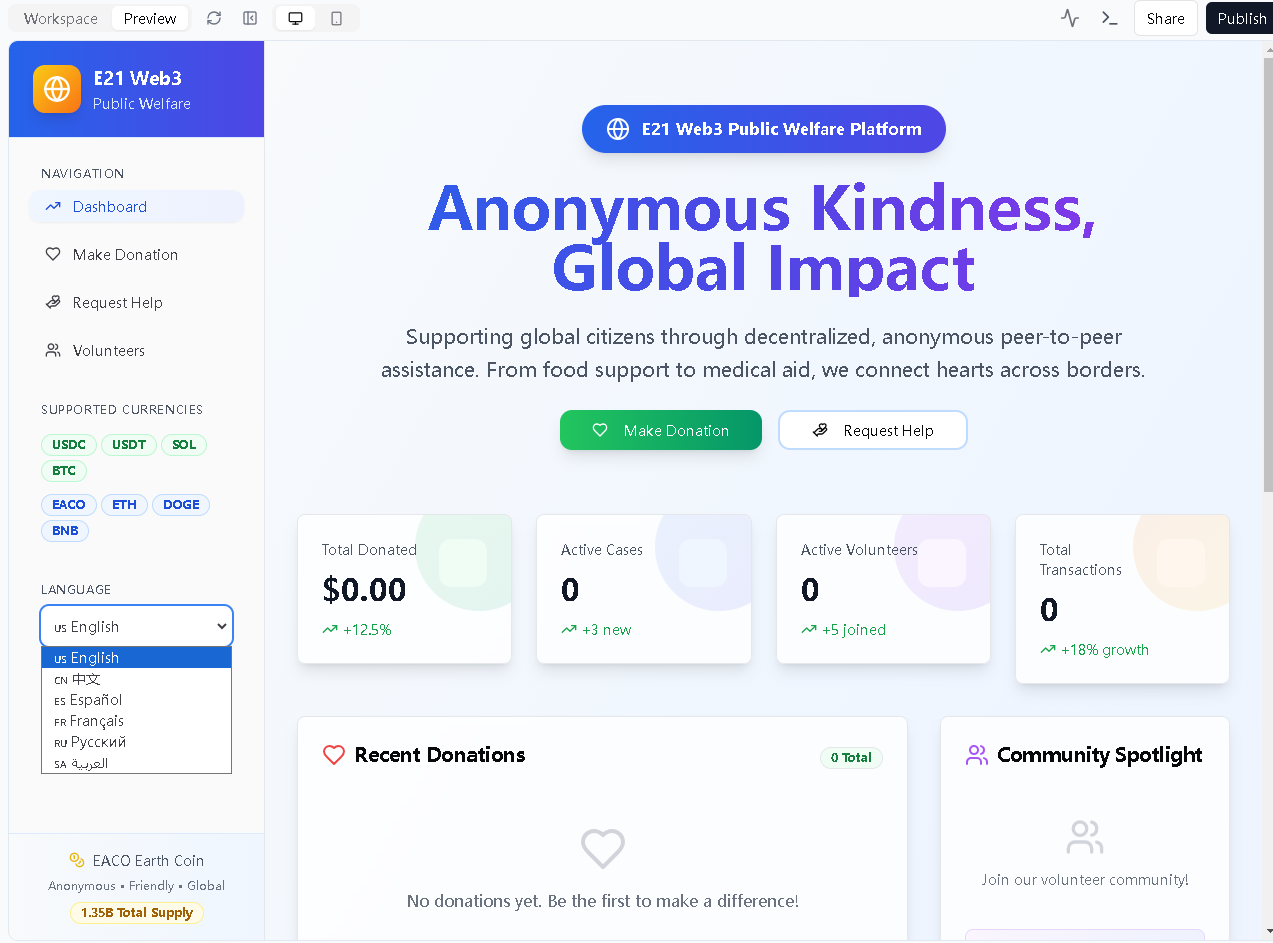 Workspace
Preview
Share
Publish
E21 Web3
Public Welfare
NAVIGATION
Dashboard
Make Donation
Request Help
Volunteers
SUPPORTED CURRENCIES
USDC USDT SOL
BTC
EACO ETH DOGE
BNB
LANGUAGE
US English
US English
CN 中文
ES Español
FR Français
RU Русский
SA العربية
EACO Earth Coin
Anonymous • Friendly • Global
1.35B Total Supply
E21 Web3 Public Welfare Platform
Anonymous Kindness,
Global Impact
Supporting global citizens through decentralized, anonymous peer-to-peer
assistance. From food support to medical aid, we connect hearts across borders.
Make Donation
Request Help
Total Donated
$0.00
+12.5%
Active Cases
0
+3 new
Active Volunteers
0
+5 joined
Total
Transactions
0
+18% growth
Recent Donations
0 Total
No donations yet. Be the first to make a difference!
Community Spotlight
Join our volunteer community!